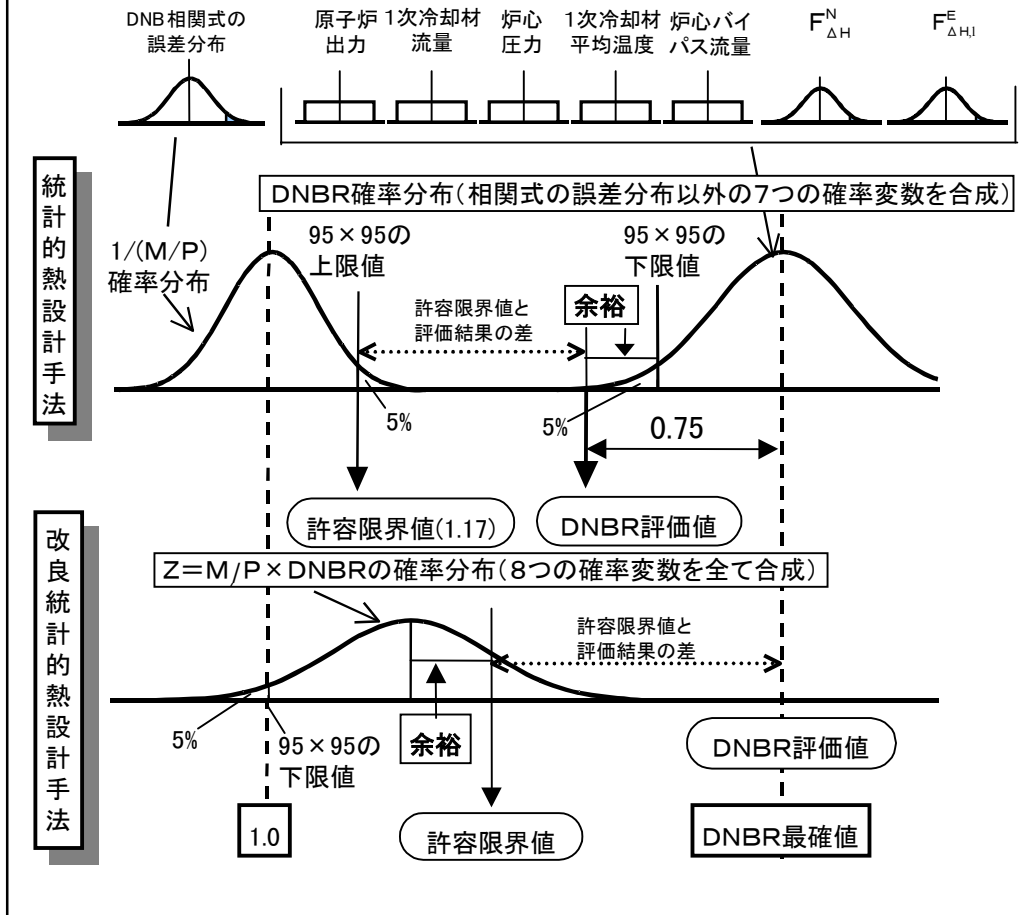 DNB相関式の
誤差分布
原子炉
出力
1次冷却材
流量
炉心
圧力
1次冷却材
平均温度
炉心バイ
パス流量
F^N_ΔH
F^E_ΔH,1
統計的熱設計手法
DNBR確率分布(相関式の誤差分布以外の7つの確率変数を合成)
1/(M/P)
確率分布
95×95の
上限値
許容限界値と
評価結果の差
余裕
95×95の
下限値
5%
5%
0.75
許容限界値(1.17)
DNBR評価値
改良統計的熱設計手法
Z=M/P×DNBRの確率分布(8つの確率変数を全て合成)
許容限界値と
評価結果の差
5%
95×95の
下限値
余裕
DNBR評価値
1.0
許容限界値
DNBR最確値